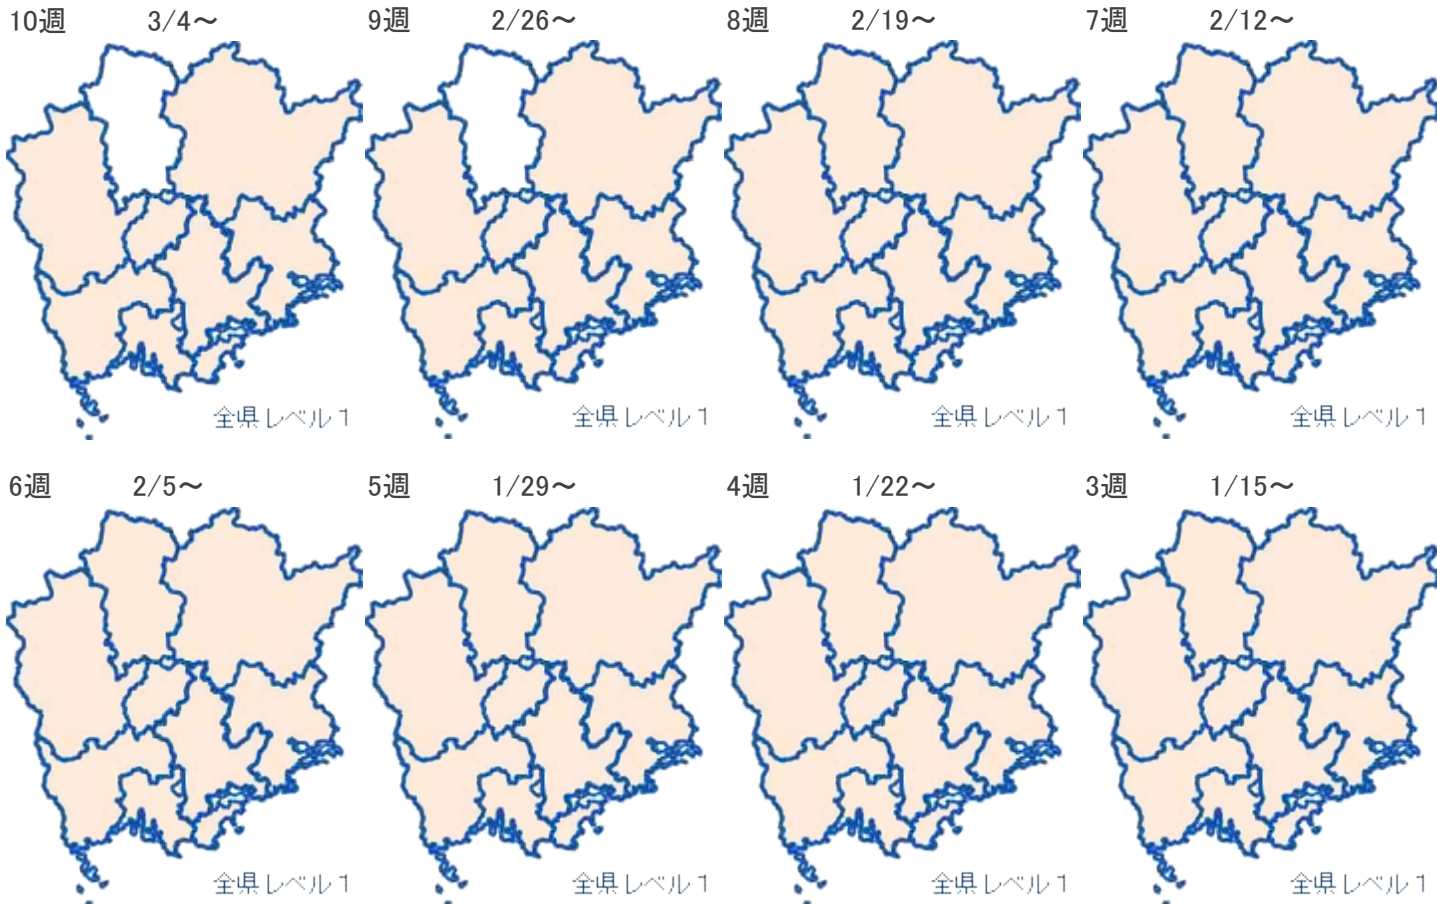 10週 3/4～
9週 2/26～
8週 2/19～
7週 2/12～
全県レベル1
全県レベル1
全県レベル1
全県レベル1
6週 2/5～
5週 1/29～
4週 1/22～
3週 1/15～
全県レベル1
全県レベル1
全県レベル1
全県レベル1